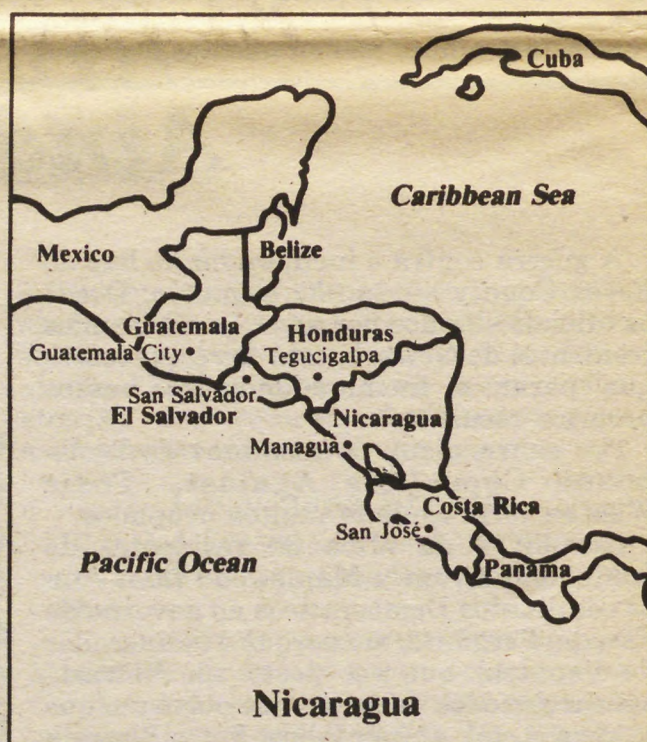 Cuba
Caribbean Sea
Mexico
Belize
Guatemala
Honduras
Guatemala City
Tegucigalpa
San Salvador
El Salvador
Nicaragua
Managua
Costa Rica
San José
Pacific Ocean
Panama
Nicaragua